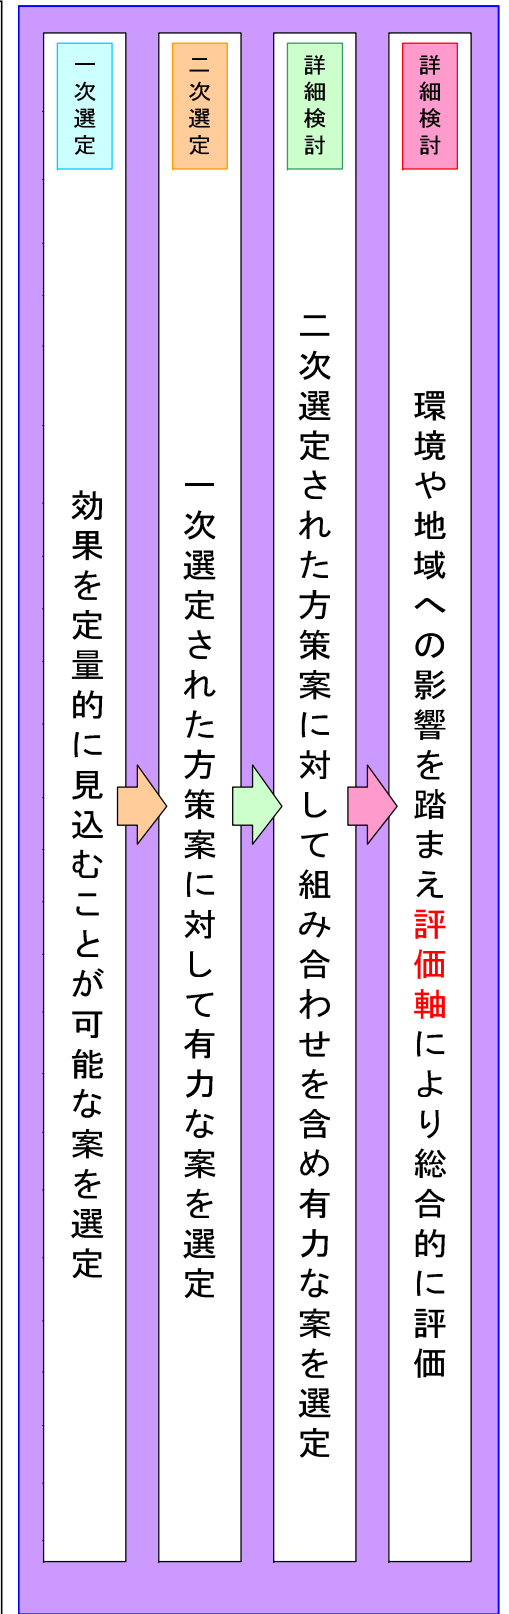 一次選定
効果を定量的に見込むことが可能な案を選定
二次選定
一次選定された方策案に対して有力な案を選定
詳細検討
二次選定された方策案に対して組み合わせを含め有力な案を選定
詳細検討
環境や地域への影響を踏まえ評価軸により総合的に評価